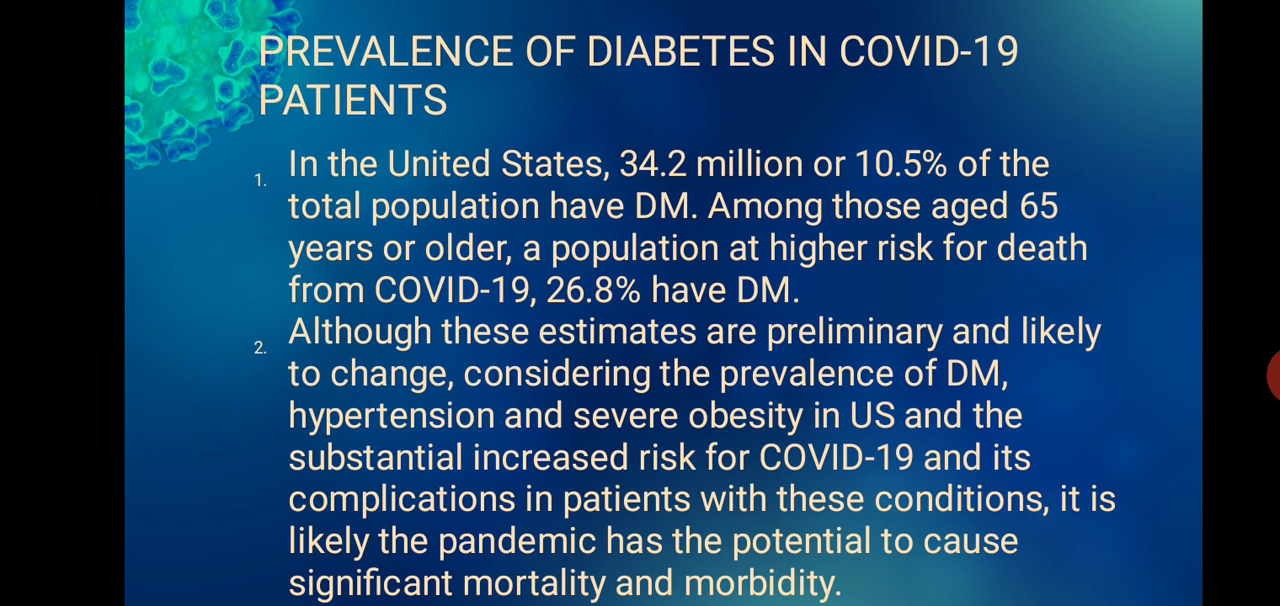 PREVALENCE OF DIABETES IN COVID-19
PATIENTS
1. In the United States, 34.2 million or 10.5% of the
total population have DM. Among those aged 65
years or older, a population at higher risk for death
from COVID-19, 26.8% have DM.
2. Although these estimates are preliminary and likely
to change, considering the prevalence of DM,
hypertension and severe obesity in US and the
substantial increased risk for COVID-19 and its
complications in patients with these conditions, it is
likely the pandemic has the potential to cause
significant mortality and morbidity.